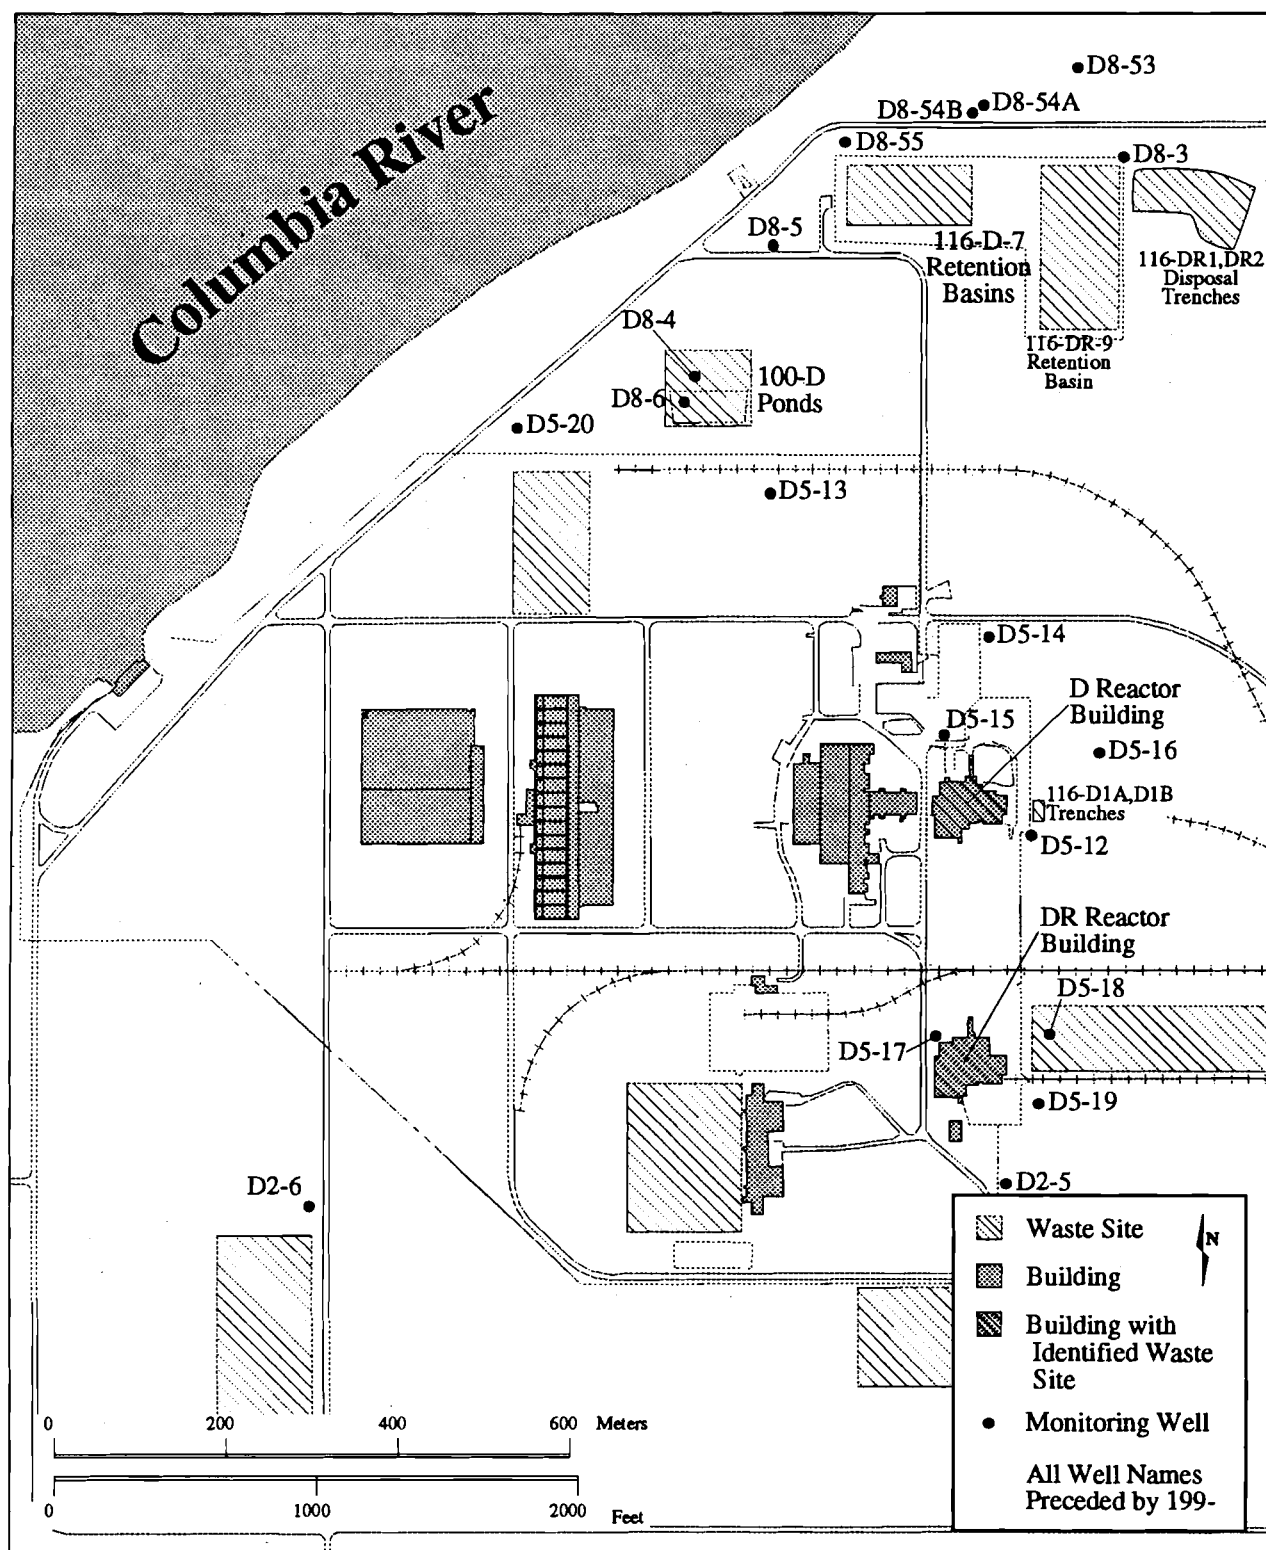 Columbia River
D8-53
D8-54B
D8-54A
D8-55
D8-3
D8-5
116-D-7
Retention
Basins
116-DR1,DR2
Disposal
Trenches
D8-4
116-DR-9
Retention
Basin
D8-6
100-D
Ponds
D5-20
D5-13
D5-14
D Reactor
Building
D5-15
D5-16
116-D1A,D1B
Trenches
D5-12
DR Reactor
Building
D5-18
D5-17
D5-19
D2-6
D2-5
Waste Site
N
Building
Building with
Identified Waste
Site
Monitoring Well
All Well Names
Preceded by 199-
0 200 400 600 Meters
0 1000 2000 Feet